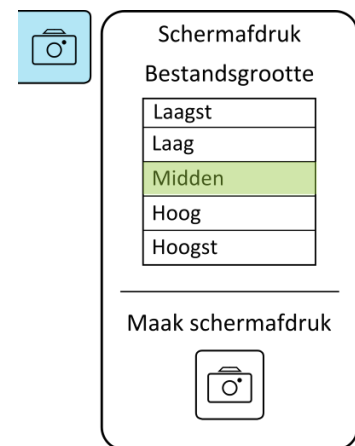 Schermafdruk
Bestandsgrootte
Laagst
Laag
Midden
Hoog
Hoogst
Maak schermafdruk